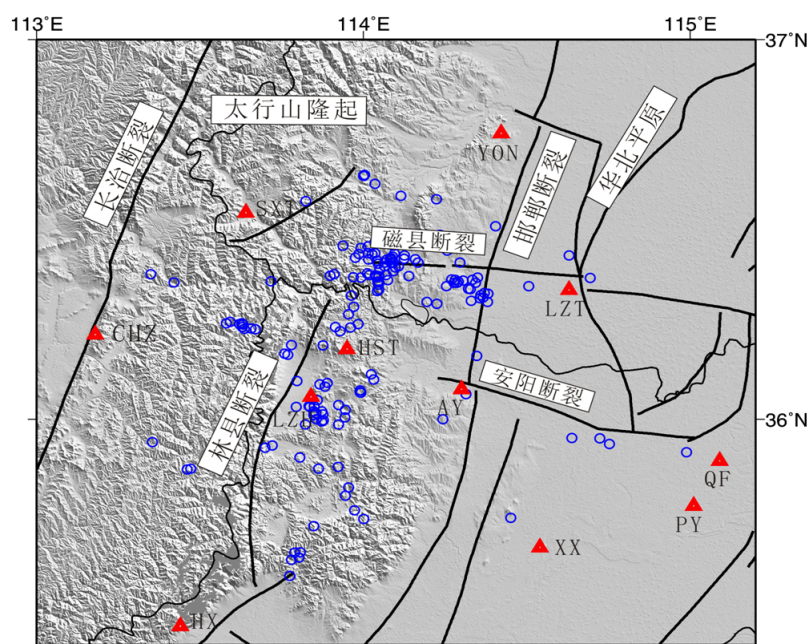 113°E
114°E
115°E
37°N
太行山隆起
长治断裂
YON
邯郸断裂
华北平原
磁县断裂
LZT
CHZ
HST
安阳断裂
36°N
林县断裂
AY
QF
PY
XX
HX